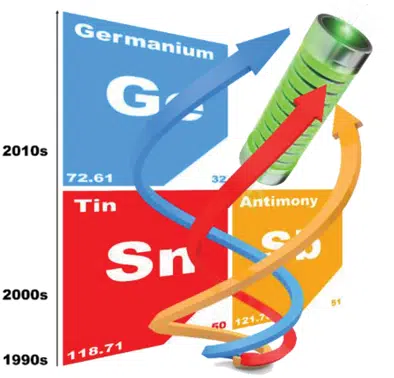 Germanium
Ge
72.61
32
2010s
Tin
Antimony
Sn
Sb
2000s
50
121.7
51
118.71
1990s